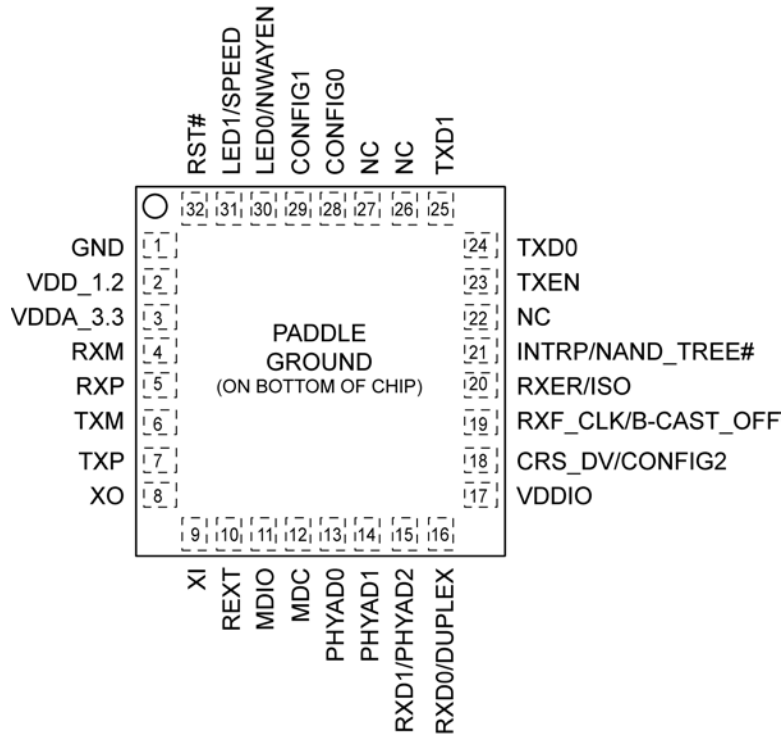 RST#
LED1/SPEED
LED0/NWAYEN
CONFIG1
CONFIG0
NC
NC
TXD1
32 31 30 29 28 27 26 25
GND 1
VDD_1.2 2
VDDA_3.3 3
RXM 4
RXP 5
TXM 6
TXP 7
XO 8
PADDLE
GROUND
(ON BOTTOM OF CHIP)
24 TXD0
23 TXEN
22 NC
21 INTRP/NAND_TREE#
20 RXER/ISO
19 RXF_CLK/B-CAST_OFF
18 CRS_DV/CONFIG2
17 VDDIO
9 10 11 12 13 14 15 16
XI
REXT
MDIO
MDC
PHYAD0
PHYAD1
RXD1/PHYAD2
RXD0/DUPLEX